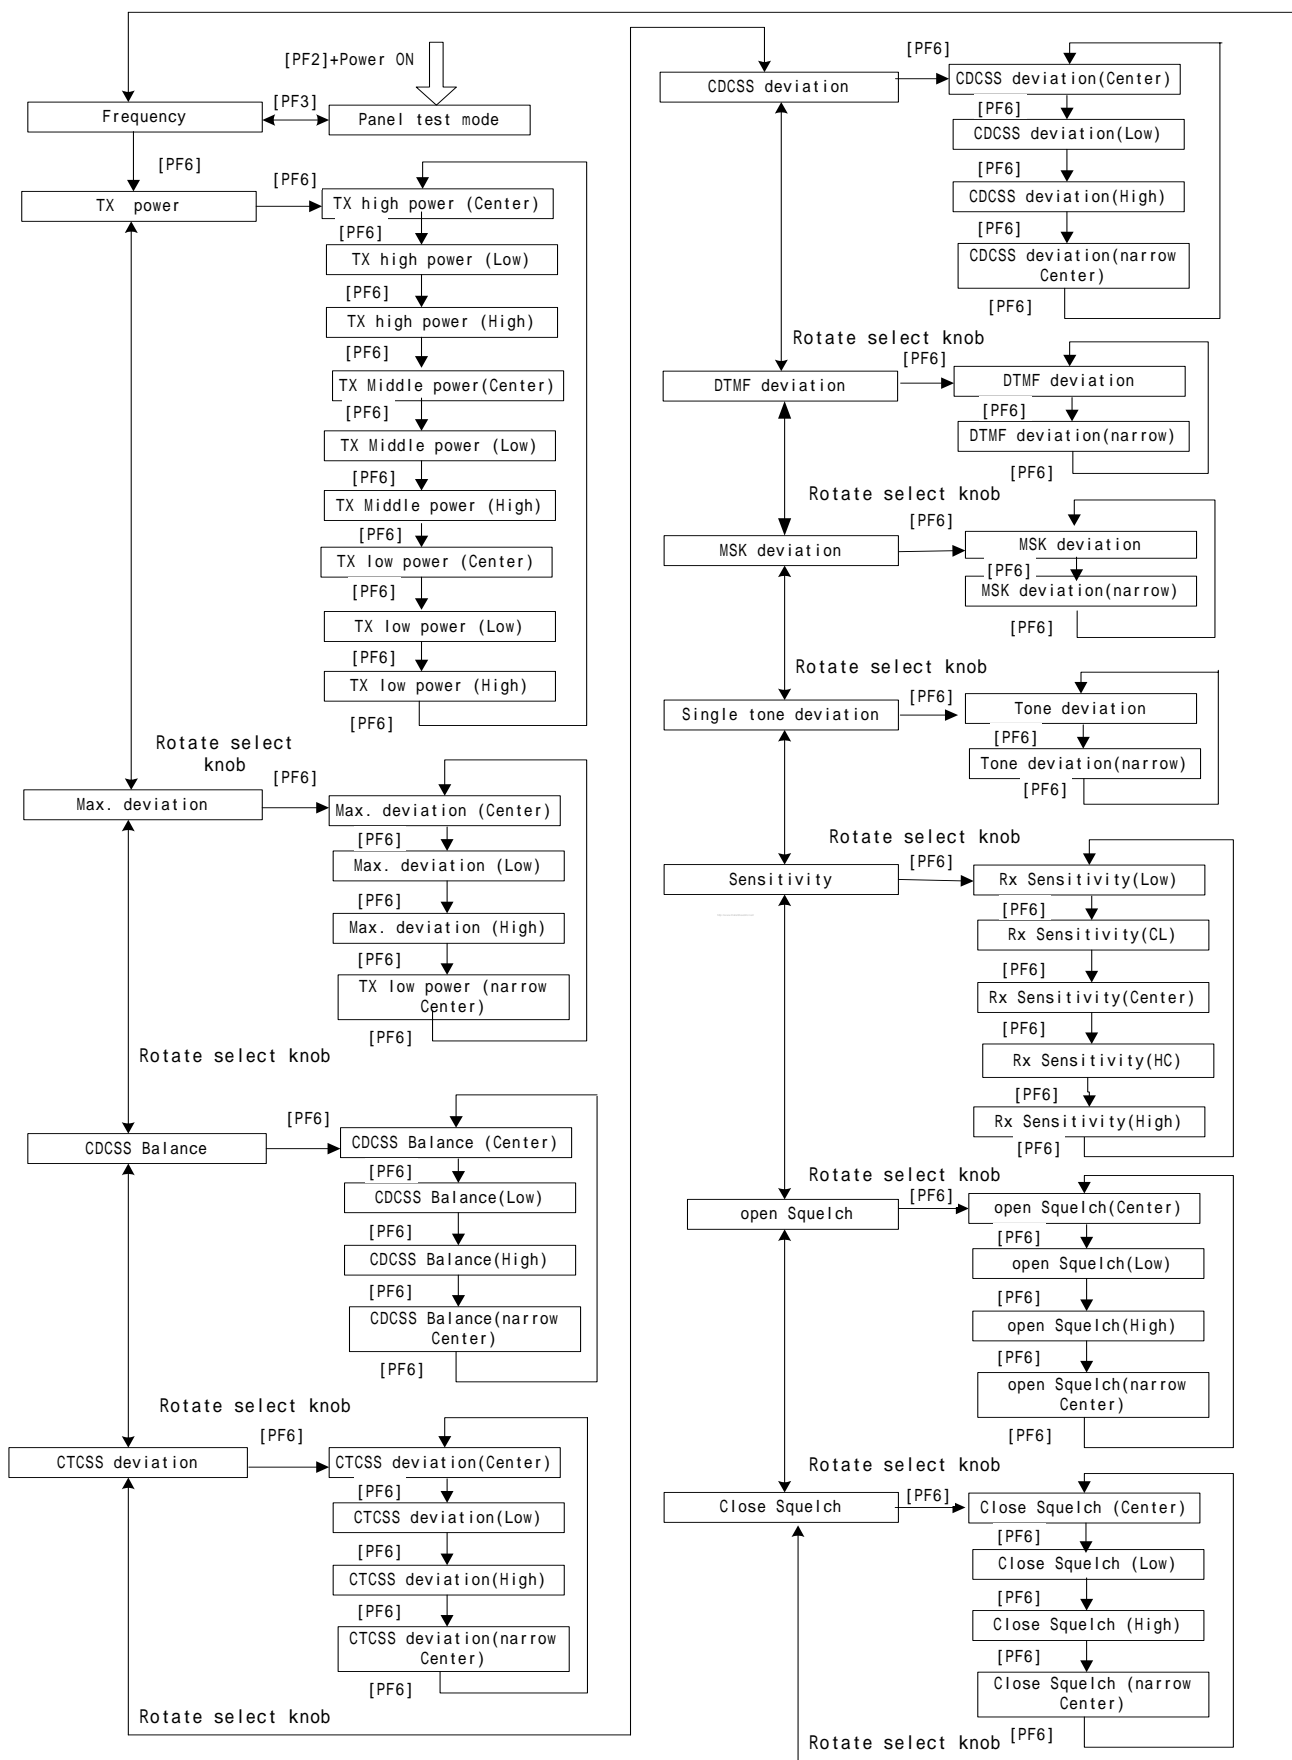 [PF2]+Power ON
Frequency
[PF3]
Panel test mode
[PF6]
TX power
[PF6]
TX high power (Center)
[PF6]
TX high power (Low)
[PF6]
TX high power (High)
[PF6]
TX Middle power(Center)
[PF6]
TX Middle power (Low)
[PF6]
TX Middle power (High)
[PF6]
TX low power (Center)
[PF6]
TX low power (Low)
[PF6]
TX low power (High)
[PF6]
Rotate select
knob
Max. deviation
[PF6]
Max. deviation (Center)
[PF6]
Max. deviation (Low)
[PF6]
Max. deviation (High)
[PF6]
TX low power (narrow
Center)
[PF6]
Rotate select knob
CDCSS Balance
[PF6]
CDCSS Balance (Center)
[PF6]
CDCSS Balance(Low)
[PF6]
CDCSS Balance(High)
[PF6]
CDCSS Balance(narrow
Center)
[PF6]
Rotate select knob
CTCSS deviation
[PF6]
CTCSS deviation(Center)
[PF6]
CTCSS deviation(Low)
[PF6]
CTCSS deviation(High)
[PF6]
CTCSS deviation(narrow
Center)
[PF6]
Rotate select knob
CDCSS deviation
[PF6]
CDCSS deviation(Center)
[PF6]
CDCSS deviation(Low)
[PF6]
CDCSS deviation(High)
[PF6]
CDCSS deviation(narrow
Center)
[PF6]
Rotate select knob
DTMF deviation
[PF6]
DTMF deviation
[PF6]
DTMF deviation(narrow)
[PF6]
Rotate select knob
MSK deviation
[PF6]
MSK deviation
[PF6]
MSK deviation(narrow)
[PF6]
Rotate select knob
Single tone deviation
[PF6]
Tone deviation
[PF6]
Tone deviation(narrow)
[PF6]
Rotate select knob
Sensitivity
[PF6]
Rx Sensitivity(Low)
[PF6]
Rx Sensitivity(CL)
[PF6]
Rx Sensitivity(Center)
[PF6]
Rx Sensitivity(HC)
[PF6]
Rx Sensitivity(High)
[PF6]
Rotate select knob
open Squelch
[PF6]
open Squelch(Center)
[PF6]
open Squelch(Low)
[PF6]
open Squelch(High)
[PF6]
open Squelch(narrow
Center)
[PF6]
Rotate select knob
Close Squelch
[PF6]
Close Squelch (Center)
[PF6]
Close Squelch (Low)
[PF6]
Close Squelch (High)
[PF6]
Close Squelch (narrow
Center)
[PF6]
Rotate select knob